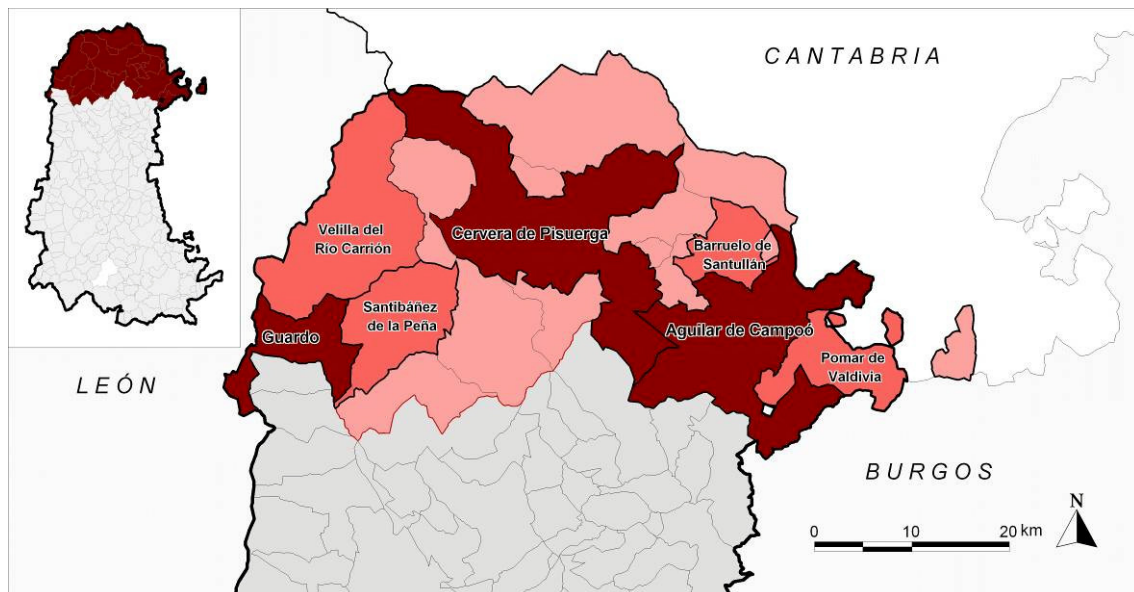 CANTABRIA
Velilla del
Río Carrión
Cervera de Pisuerga
Barruelo de
Santullán
Santibáñez
de la Peña
Guardo
Aguilar de Campoó
Pomar de
Valdivia
LEÓN
BURGOS
N
0 10 20 km